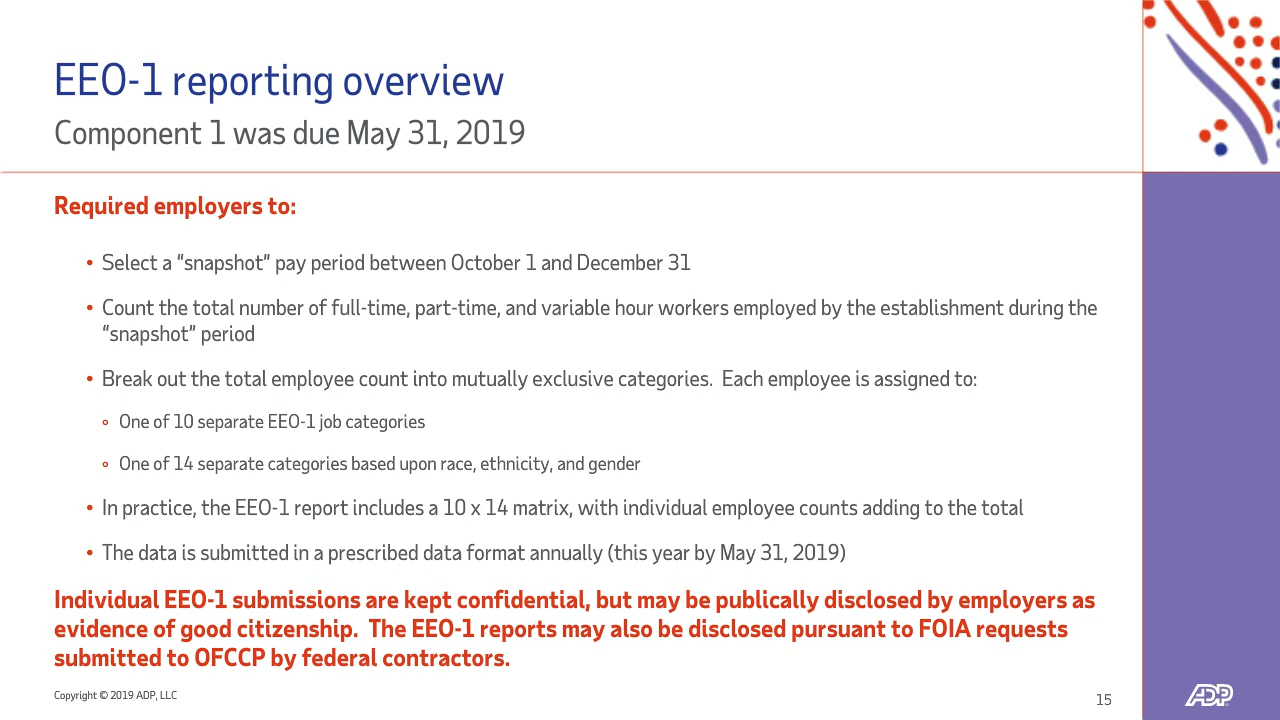 EEO-1 reporting overview
Component 1 was due May 31, 2019
Required employers to:
• Select a “snapshot” pay period between October 1 and December 31
• Count the total number of full-time, part-time, and variable hour workers employed by the establishment during the
“snapshot” period
• Break out the total employee count into mutually exclusive categories.  Each employee is assigned to:
∘ One of 10 separate EEO-1 job categories
∘ One of 14 separate categories based upon race, ethnicity, and gender
• In practice, the EEO-1 report includes a 10 x 14 matrix, with individual employee counts adding to the total
• The data is submitted in a prescribed data format annually (this year by May 31, 2019)
Individual EEO-1 submissions are kept confidential, but may be publically disclosed by employers as
evidence of good citizenship.  The EEO-1 reports may also be disclosed pursuant to FOIA requests
submitted to OFCCP by federal contractors.
Copyright © 2019 ADP, LLC
15
ADP